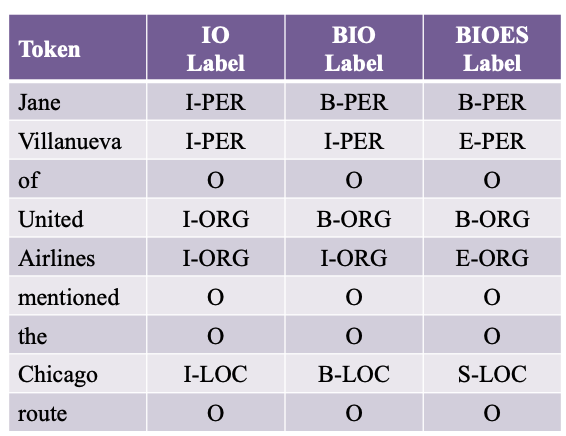 Token IO Label BIO Label BIOES Label
Jane I-PER B-PER B-PER
Villanueva I-PER I-PER E-PER
of O O O
United I-ORG B-ORG B-ORG
Airlines I-ORG I-ORG E-ORG
mentioned O O O
the O O O
Chicago I-LOC B-LOC S-LOC
route O O O